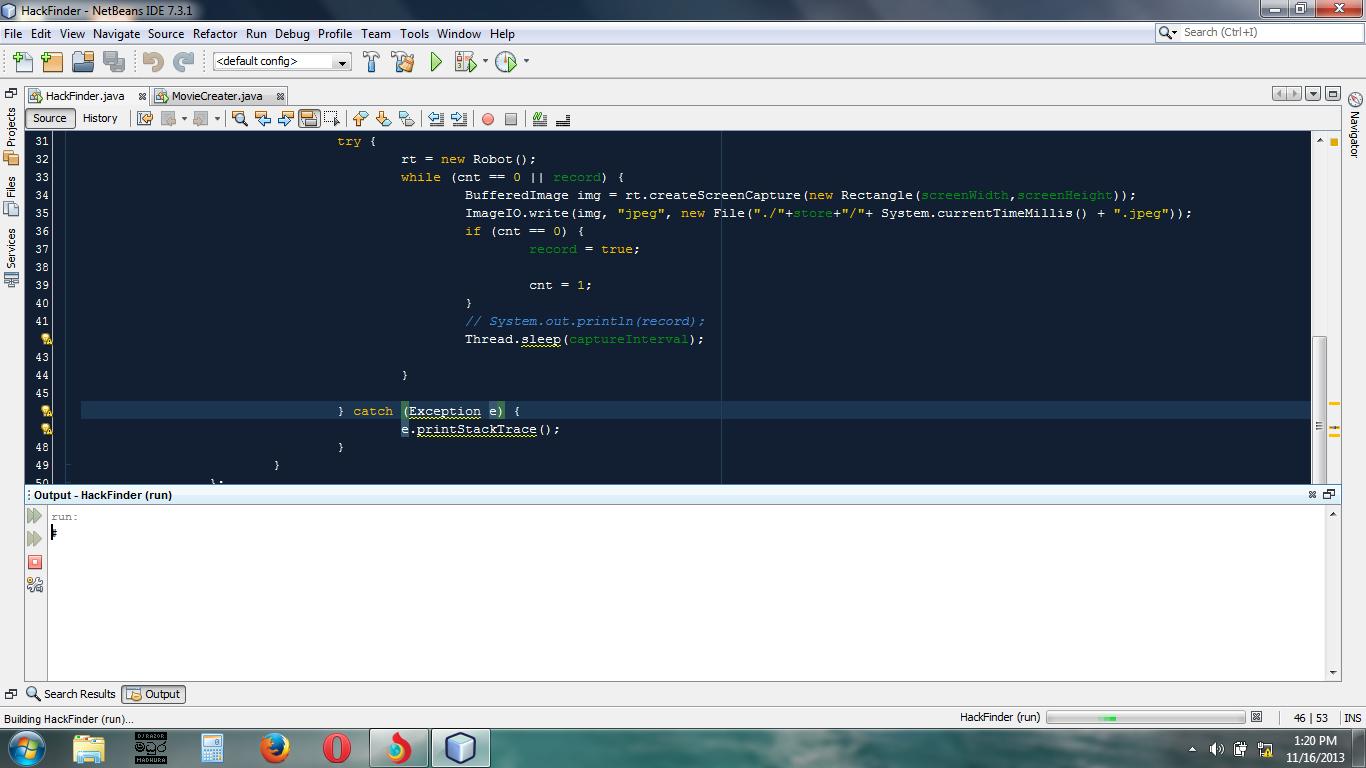 HackFinder - NetBeans IDE 7.3.1
File Edit View Navigate Source Refactor Run Debug Profile Team Tools Window Help
Search (Ctrl+I)
<default config>
HackFinder.java
MovieCreater.java
Source History
Projects
Files
Services
Navigator
31 try {
32 rt = new Robot();
33 while (cnt == 0 || record) {
34 BufferedImage img = rt.createScreenCapture(new Rectangle(screenWidth,screenHeight));
35 ImageIO.write(img, "jpeg", new File("./"+store+"/"+ System.currentTimeMillis() + ".jpeg"));
36 if (cnt == 0) {
37 record = true;
38
39 cnt = 1;
40 }
41 // System.out.println(record);
Thread.sleep(captureInterval);
43
44 }
45
} catch (Exception e) {
e.printStackTrace();
48 }
49 }
50 };
Output - HackFinder (run)
run:
#
Search Results Output
Building HackFinder (run)...
HackFinder (run)
46 | 53 INS
DJ RAZOR
MADHURA
1:20 PM
11/16/2013